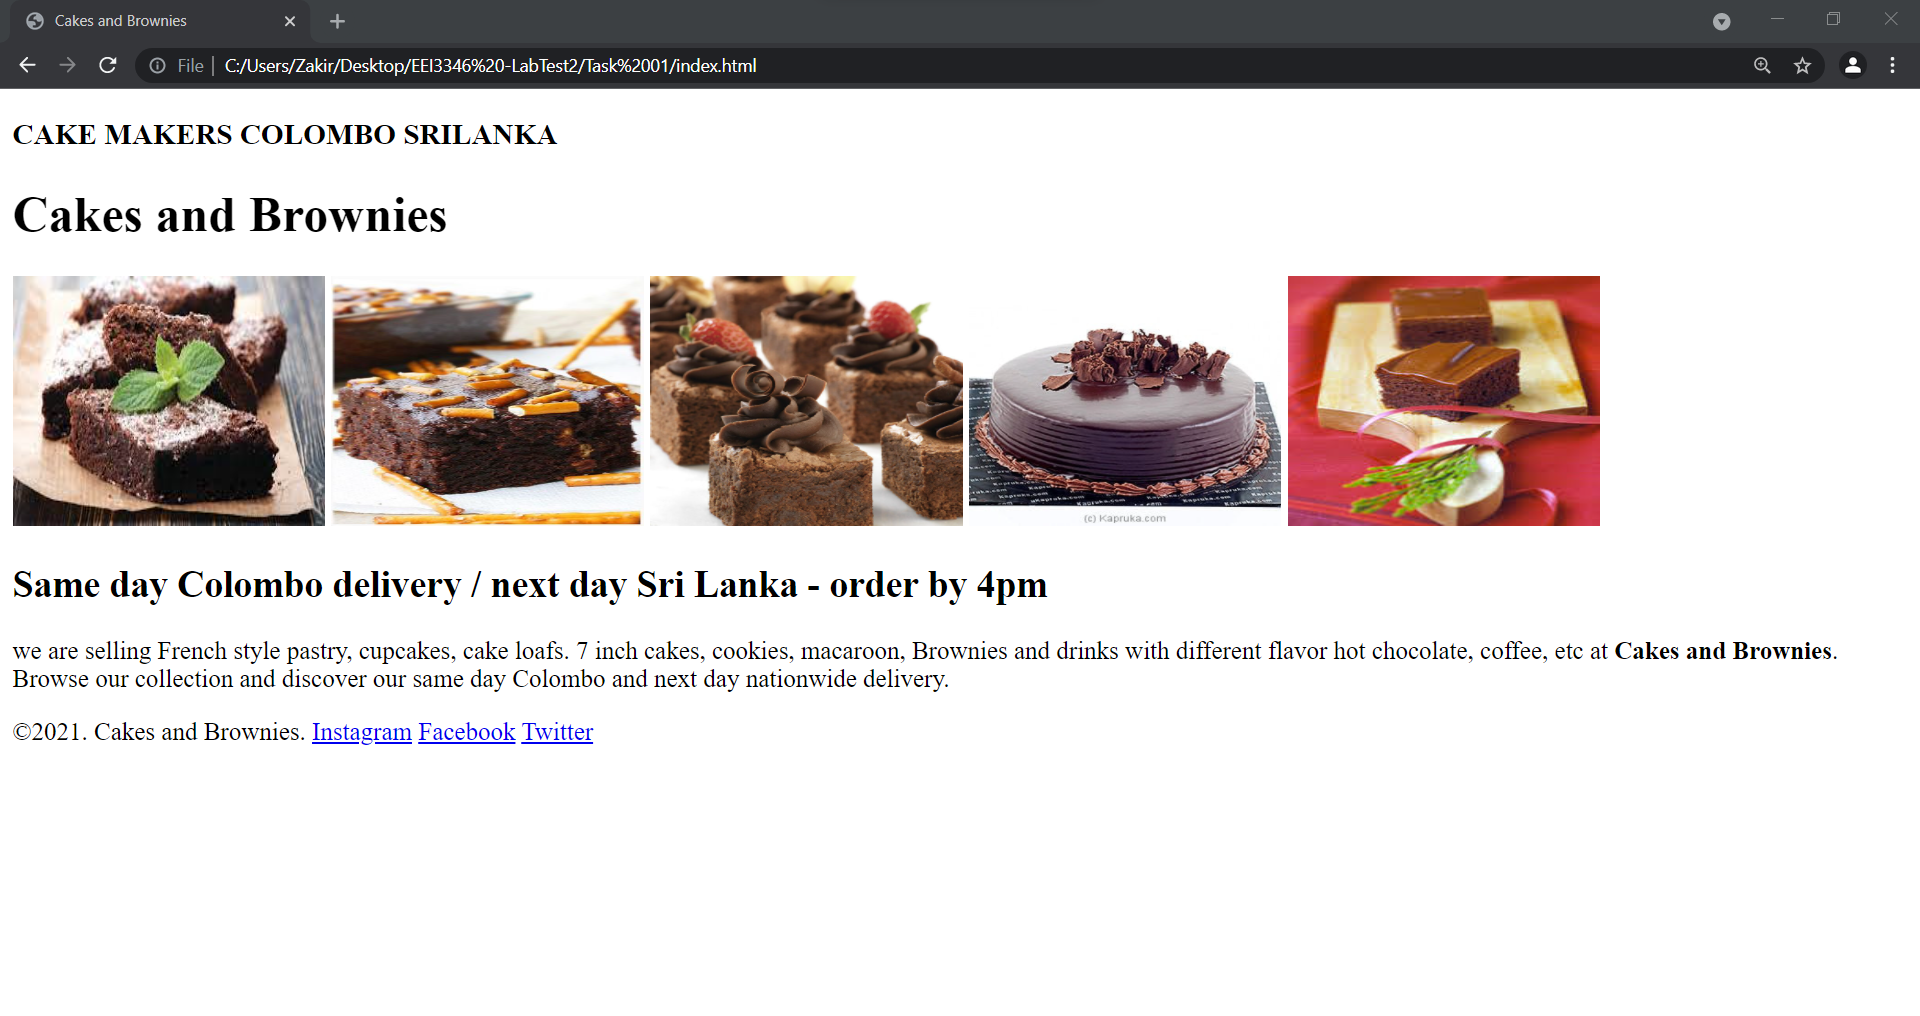 Cakes and Brownies
File | C:/Users/Zakir/Desktop/EEI3346%20-LabTest2/Task%2001/index.html
CAKE MAKERS COLOMBO SRILANKA
Cakes and Brownies
(c) Kapruka.com
Same day Colombo delivery / next day Sri Lanka - order by 4pm
we are selling French style pastry, cupcakes, cake loafs. 7 inch cakes, cookies, macaroon, Brownies and drinks with different flavor hot chocolate, coffee, etc at Cakes and Brownies.
Browse our collection and discover our same day Colombo and next day nationwide delivery.
©2021. Cakes and Brownies. Instagram Facebook Twitter